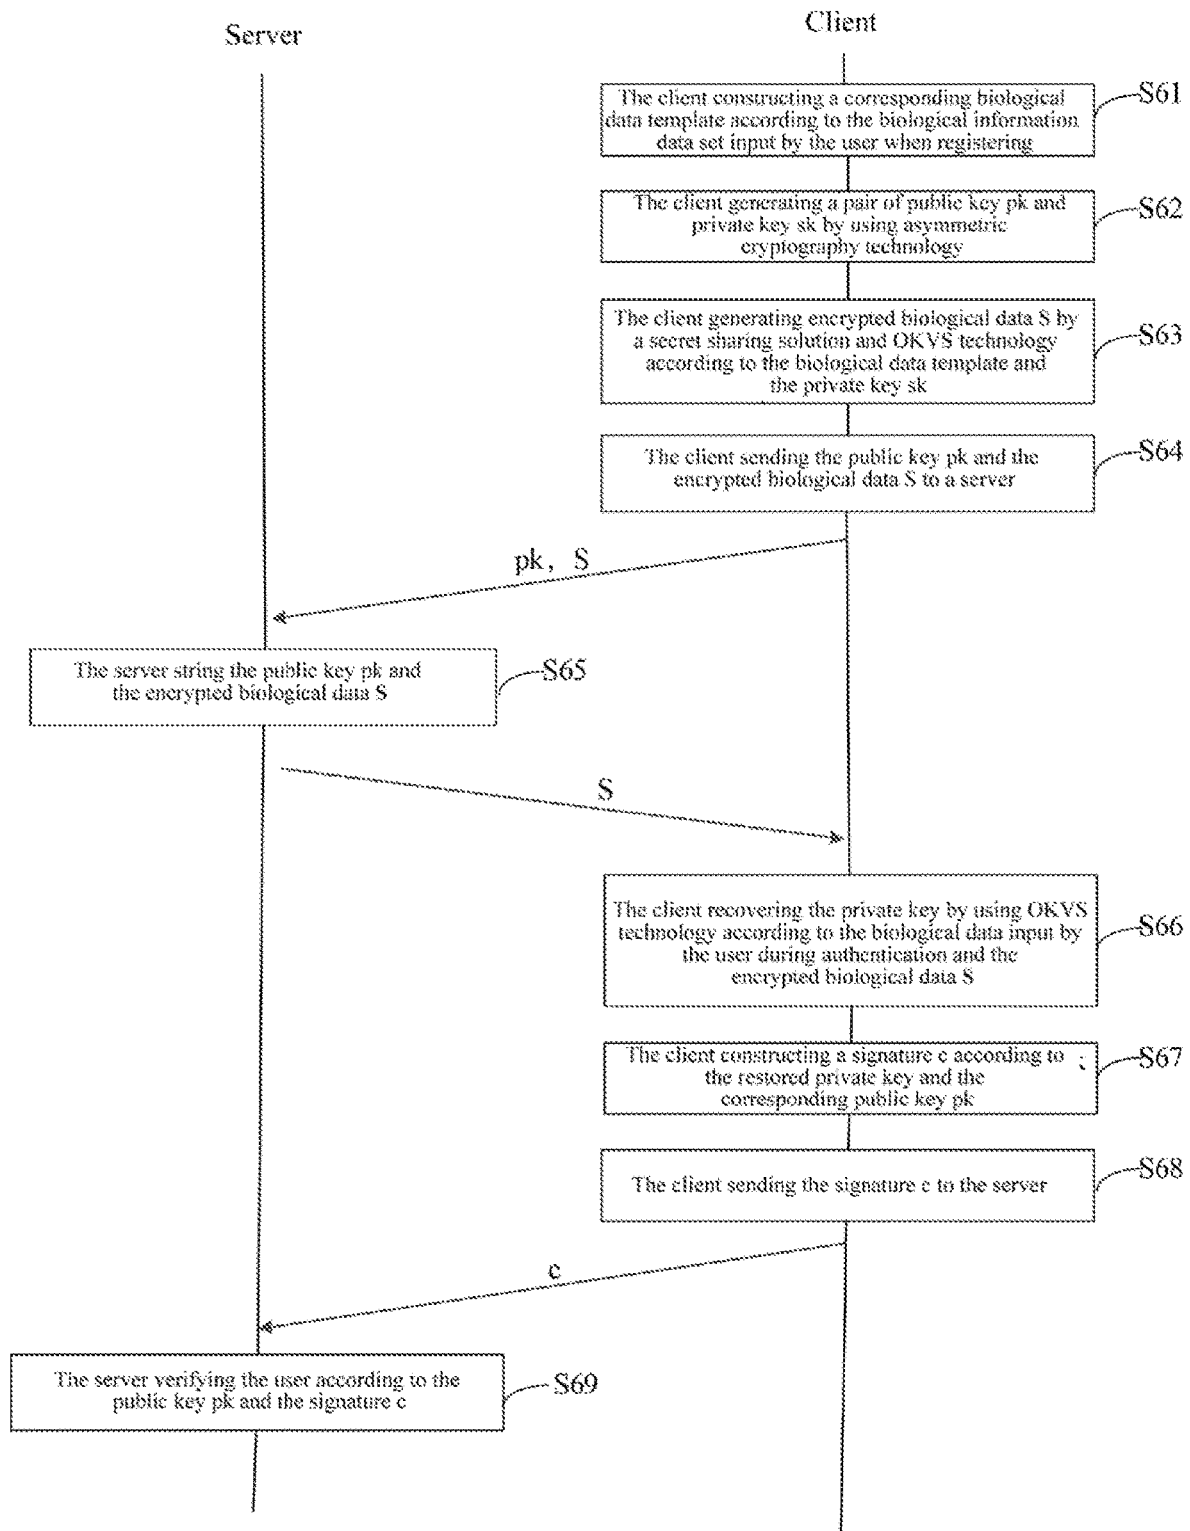 Server
Client
The client constructing a corresponding biological
data template according to the biological information
data set input by the user when registering
S61
The client generating a pair of public key pk and
private key sk by using asymmetric
cryptography technology
S62
The client generating encrypted biological data S by
a secret sharing solution and OKVS technology
according to the biological data template and
the private key sk
S63
The client sending the public key pk and the
encrypted biological data S to a server
S64
pk, S
The server string the public key pk and
the encrypted biological data S
S65
S
The client recovering the private key by using OKVS
technology according to the biological data input by
the user during authentication and the
encrypted biological data S
S66
The client constructing a signature c according to ;
the restored private key and the
corresponding public key pk
S67
The client sending the signature c to the server
S68
c
The server verifying the user according to the
public key pk and the signature c
S69